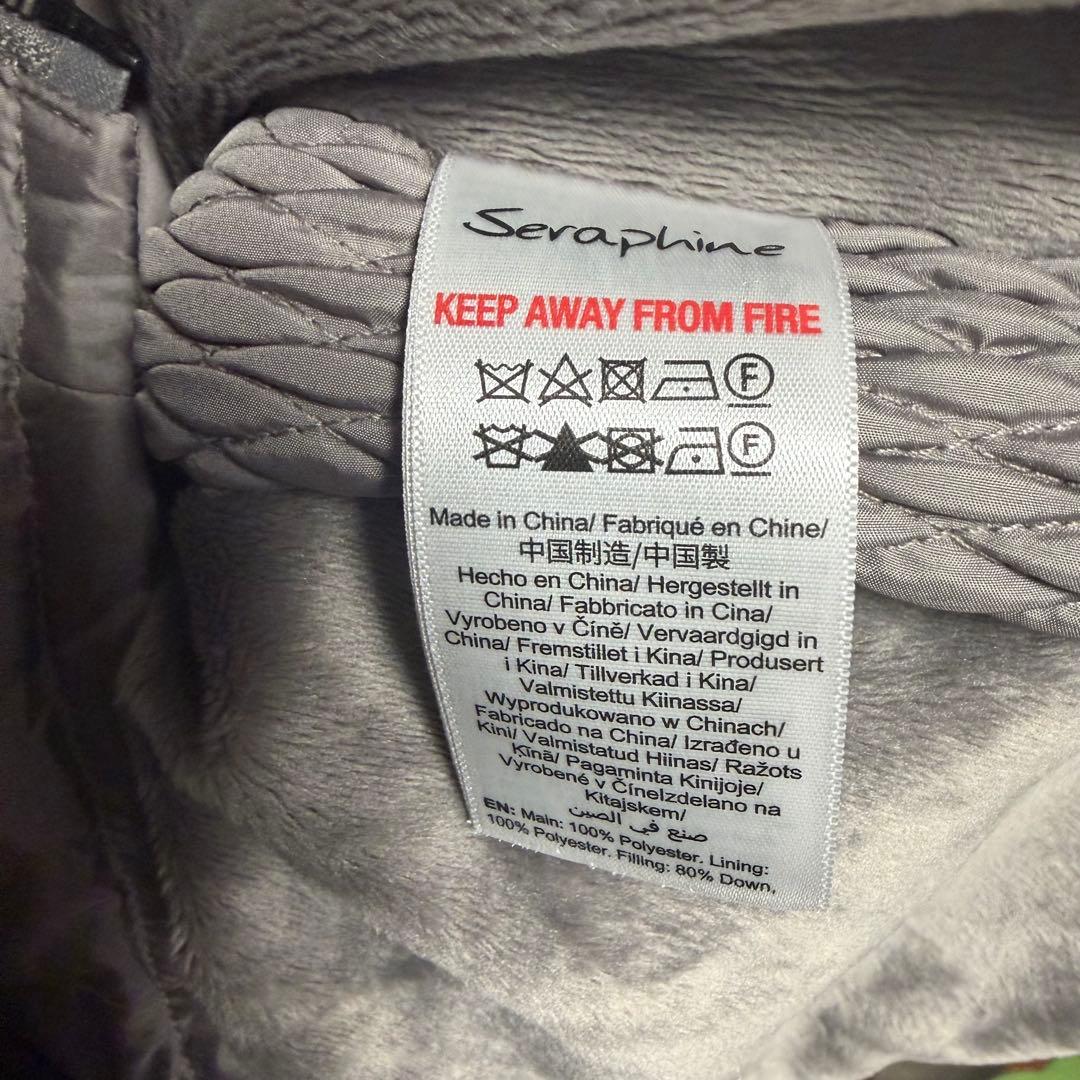 Seraphine
KEEP AWAY FROM FIRE
F
F
Made in China/ Fabriqué en Chine/
中国制造/中国製
Hecho en China/ Hergestellt in
China/ Fabbricato in Cina/
Vyrobeno v Číně/ Vervaardgigd in
China/ Fremstillet i Kina/ Produsert
i Kina/ Tillverkad i Kina/
Valmistettu Kiinassa/
Wyprodukowano w Chinach/
Fabricado na China/ Izrađeno u
Kini/ Valmistatud Hiinas/ Ražots
Ķīnā/ Pagaminta Kinijoje/
Vyrobené v ČíneIzdelano na
Kitajskem/
صنع في الصين
EN: Main: 100% Polyester. Lining:
100% Polyester. Filling: 80% Down,